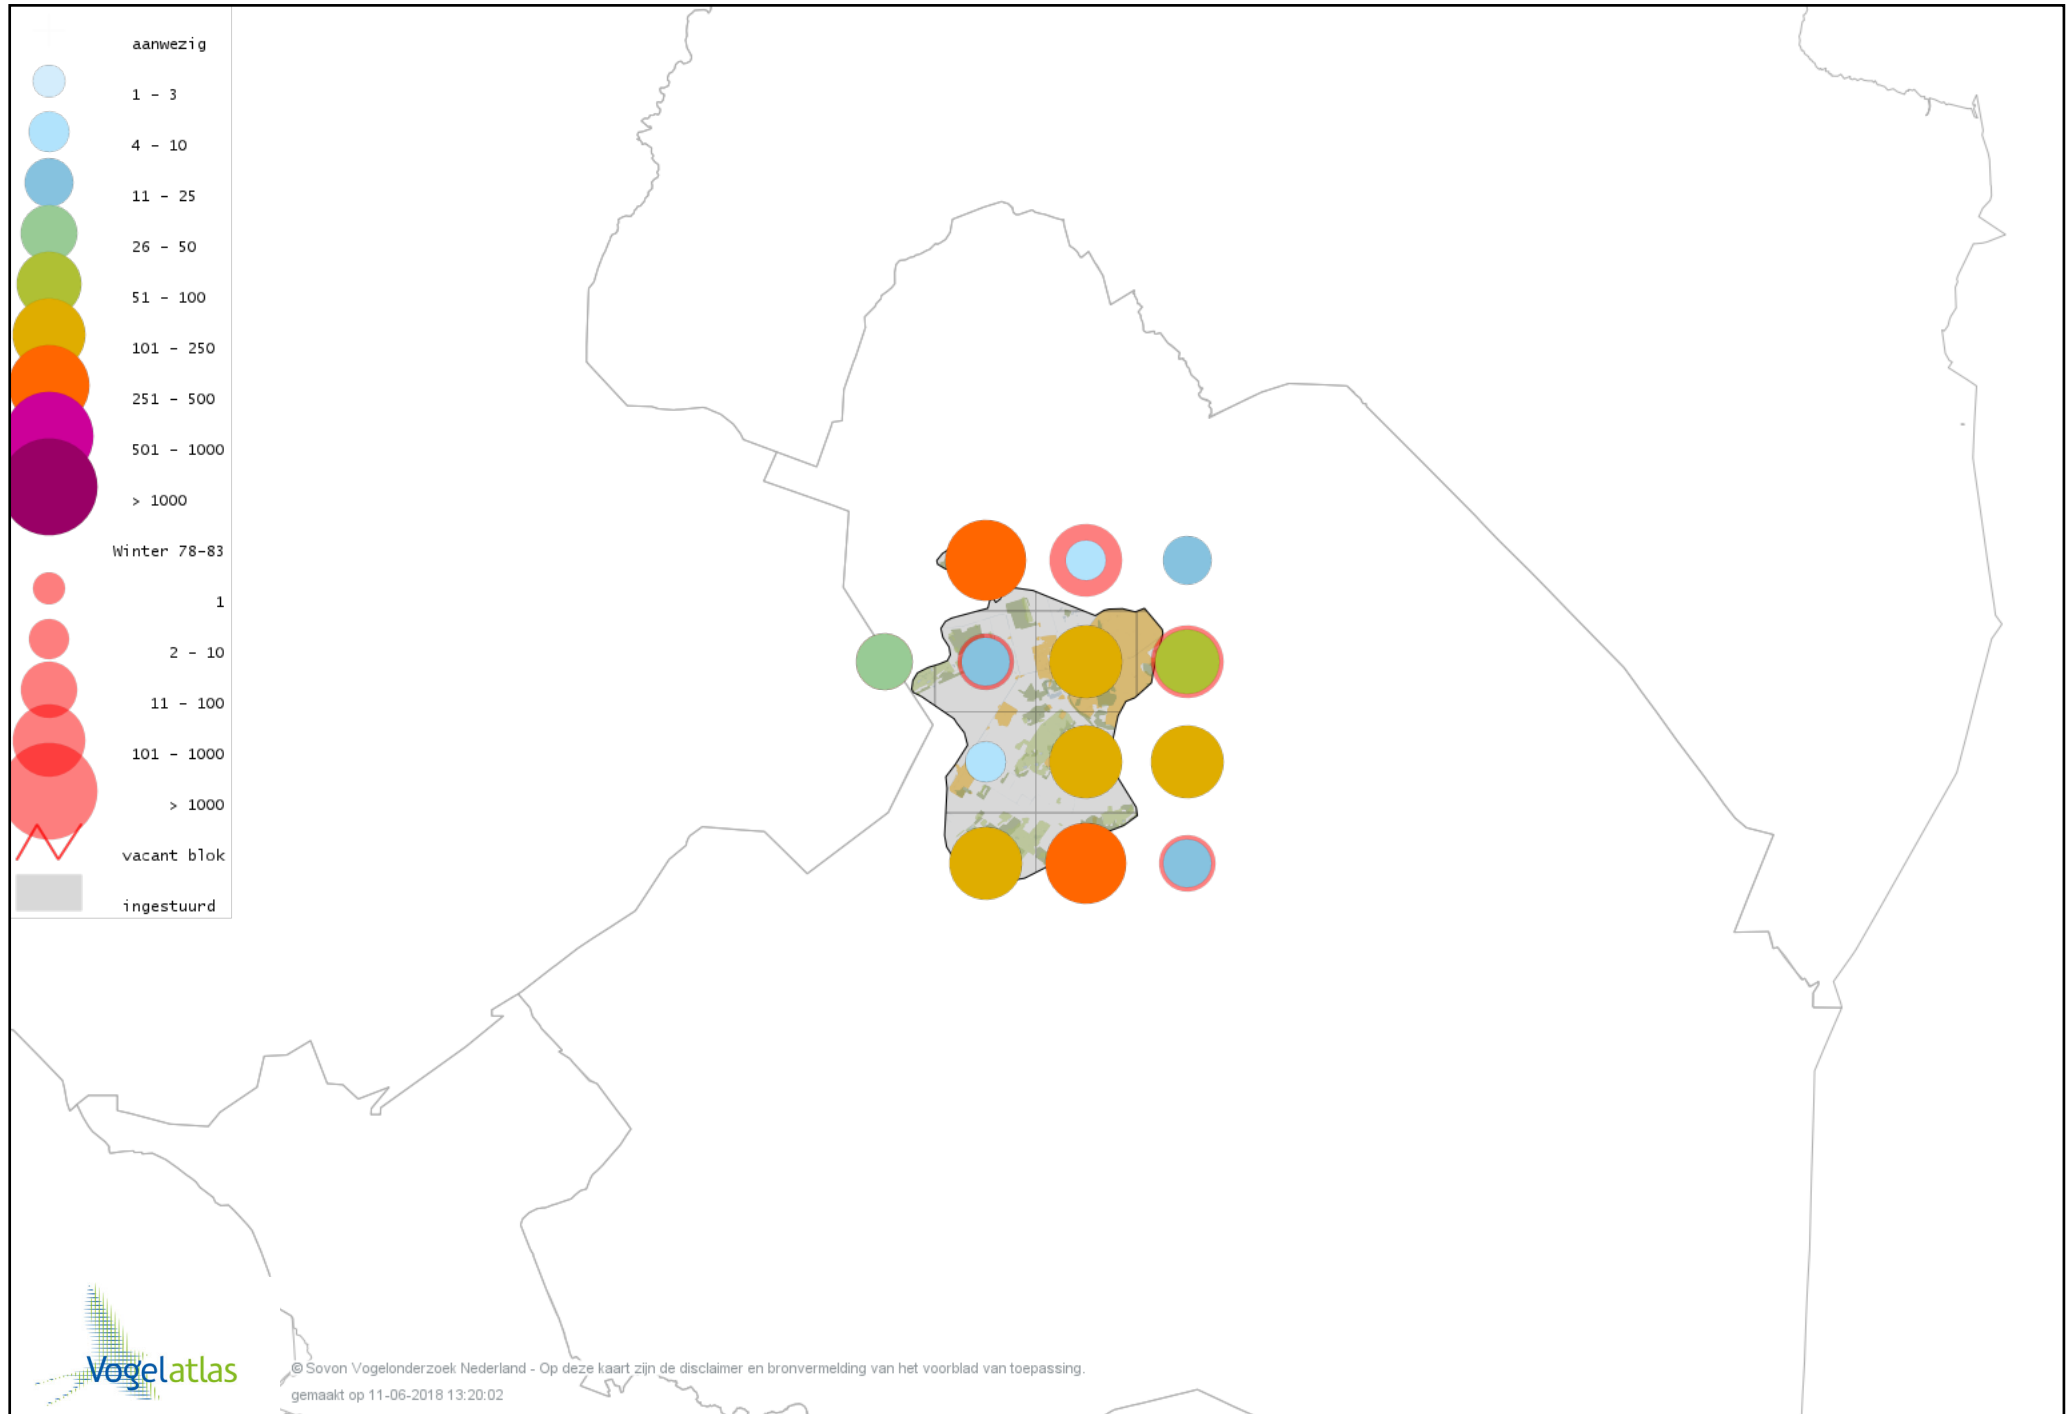 aanwezig
1 – 3
4 – 10
11 – 25
26 – 50
51 – 100
101 – 250
251 – 500
501 – 1000
> 1000
Winter 78-83
1
2 – 10
11 – 100
101 – 1000
> 1000
vacant blok
ingestuurd
Vogelatlas
© Sovon Vogelonderzoek Nederland - Op deze kaart zijn de disclaimer en bronvermelding van het voorblad van toepassing.
gemaakt op 11-06-2018 13:20:02